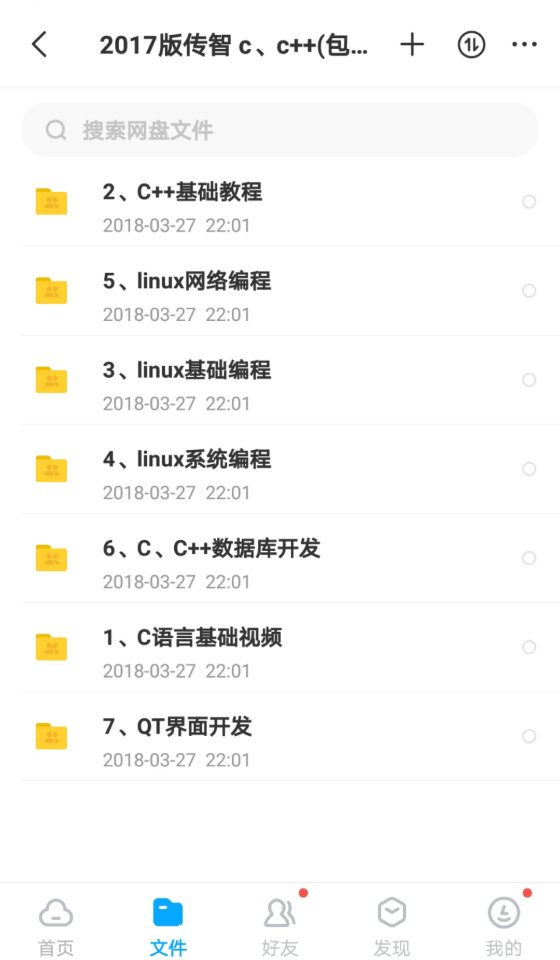 2017版传智 c、c++(包...
搜索网盘文件
2、C++基础教程
2018-03-27 22:01
5、linux网络编程
2018-03-27 22:01
3、linux基础编程
2018-03-27 22:01
4、linux系统编程
2018-03-27 22:01
6、C、C++数据库开发
2018-03-27 22:01
1、C语言基础视频
2018-03-27 22:01
7、QT界面开发
2018-03-27 22:01
首页 文件 好友 发现 我的